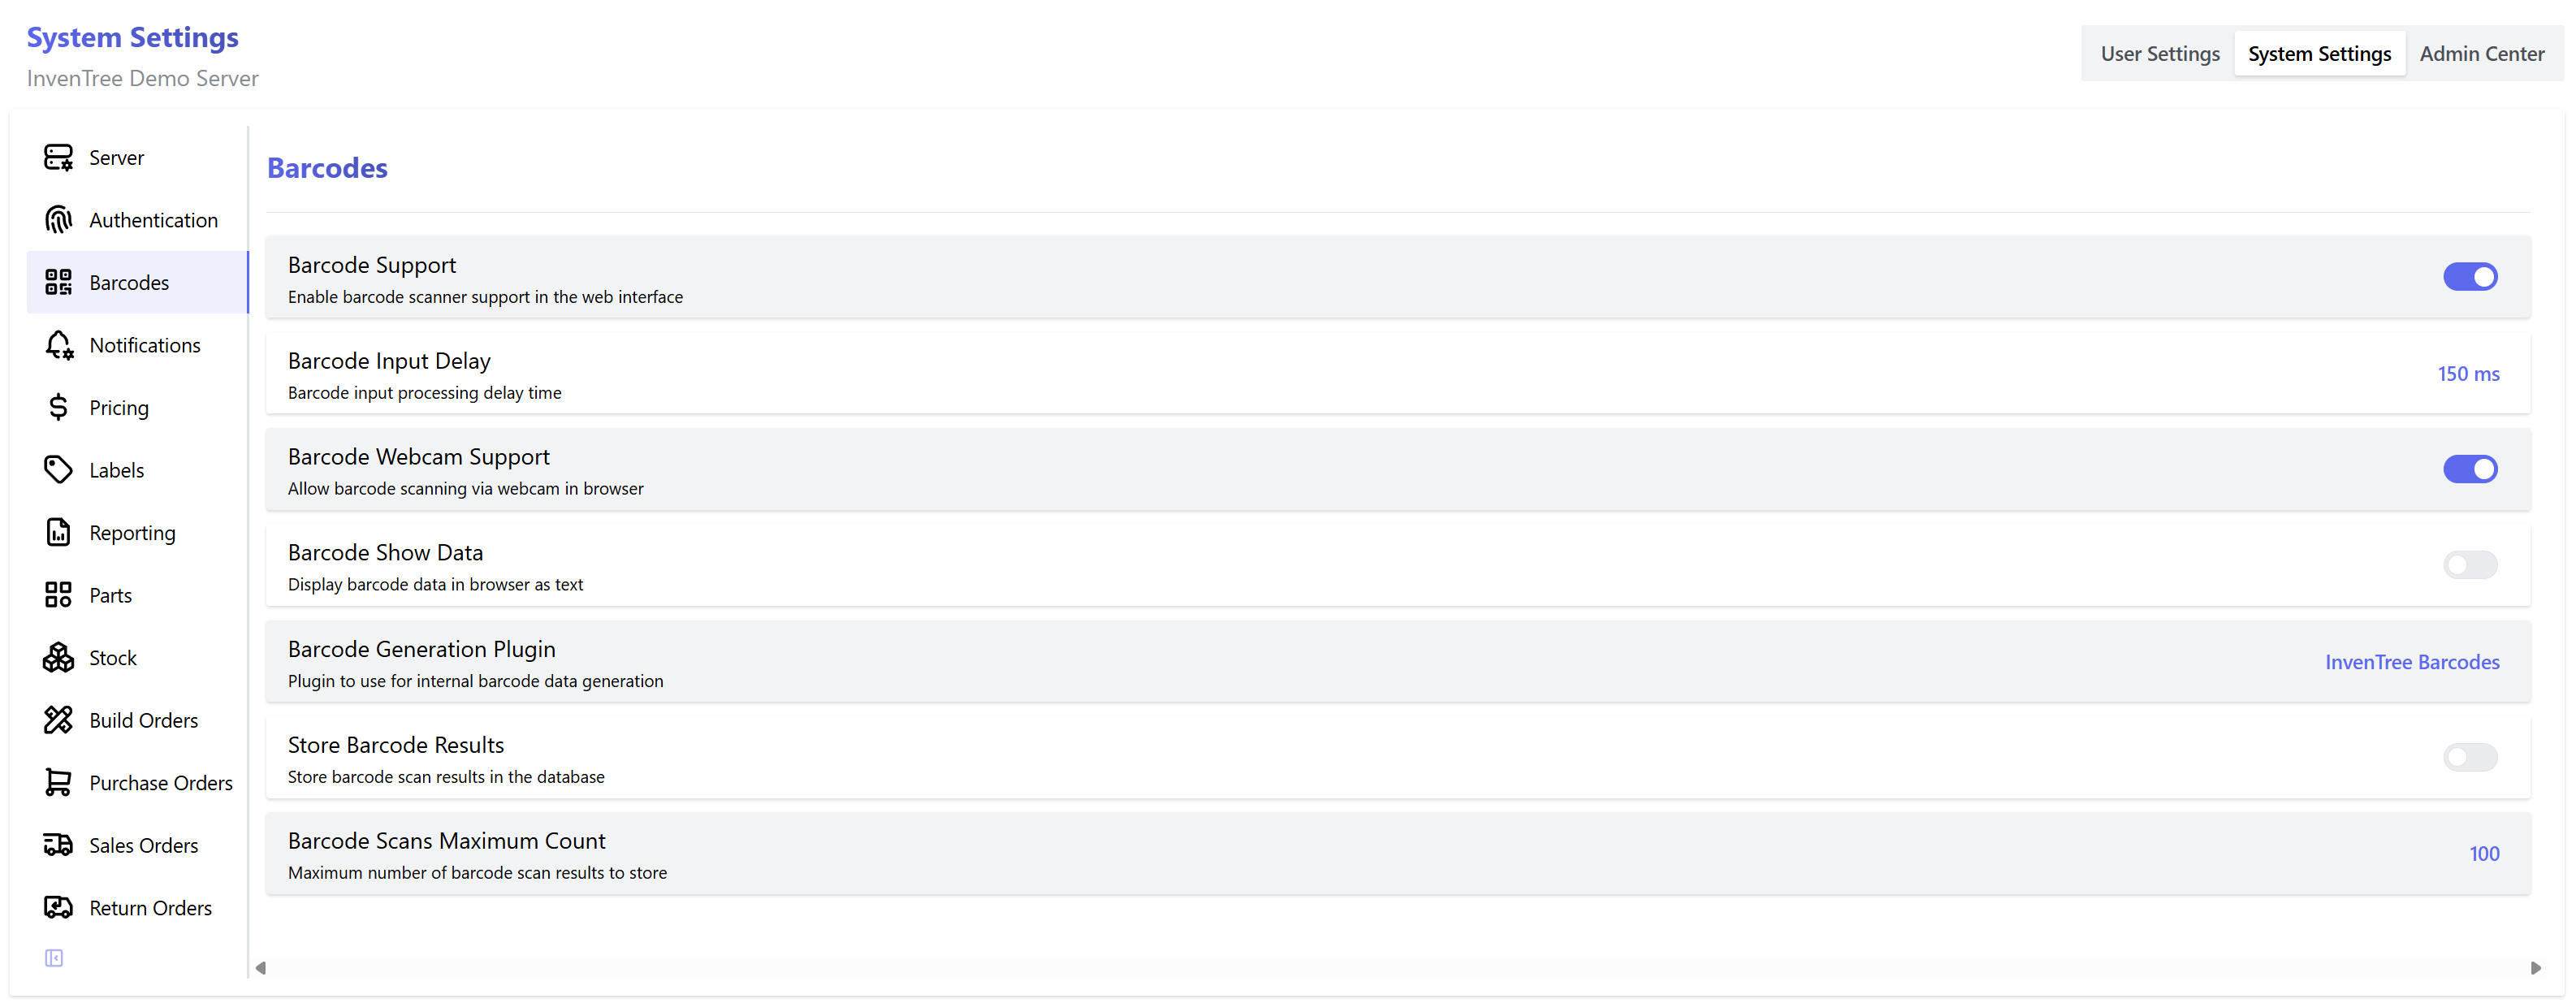 System Settings
InvenTree Demo Server
User Settings
System Settings
Admin Center
Server
Authentication
Barcodes
Notifications
Pricing
Labels
Reporting
Parts
Stock
Build Orders
Purchase Orders
Sales Orders
Return Orders
Barcodes
Barcode Support
Enable barcode scanner support in the web interface
Barcode Input Delay
Barcode input processing delay time
150 ms
Barcode Webcam Support
Allow barcode scanning via webcam in browser
Barcode Show Data
Display barcode data in browser as text
Barcode Generation Plugin
Plugin to use for internal barcode data generation
InvenTree Barcodes
Store Barcode Results
Store barcode scan results in the database
Barcode Scans Maximum Count
Maximum number of barcode scan results to store
100